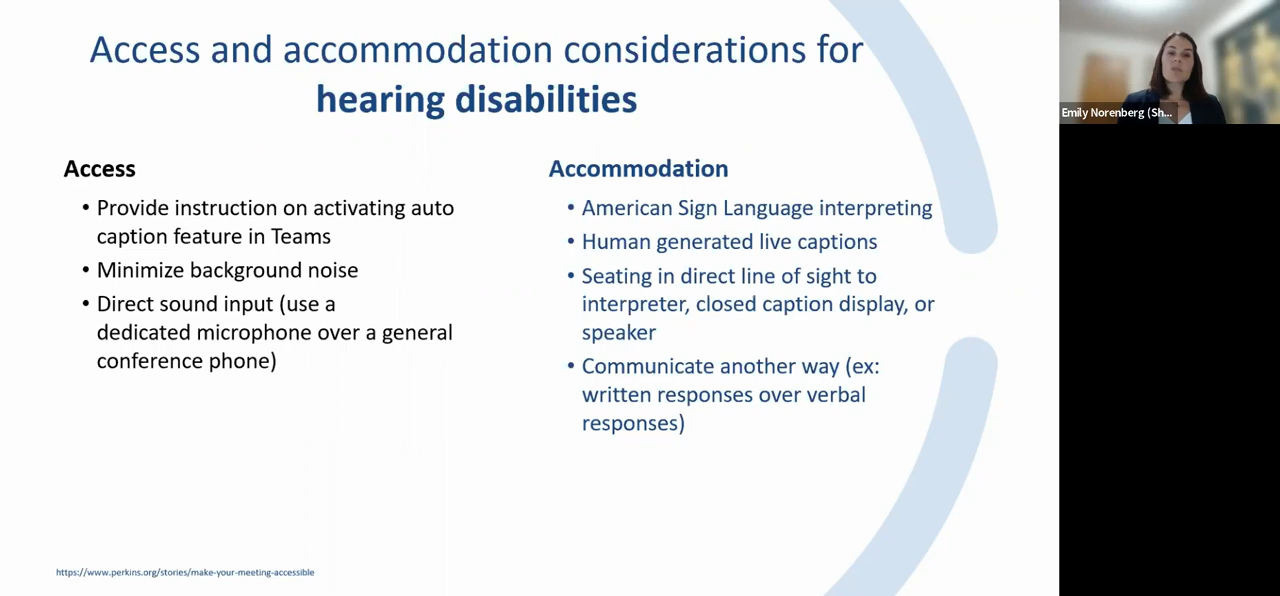 Access and accommodation considerations for
hearing disabilities
Access
• Provide instruction on activating auto
caption feature in Teams
• Minimize background noise
• Direct sound input (use a
dedicated microphone over a general
conference phone)
Accommodation
• American Sign Language interpreting
• Human generated live captions
• Seating in direct line of sight to
interpreter, closed caption display, or
speaker
• Communicate another way (ex:
written responses over verbal
responses)
https://www.perkins.org/stories/make-your-meeting-accessible
Emily Norenberg (Sh...